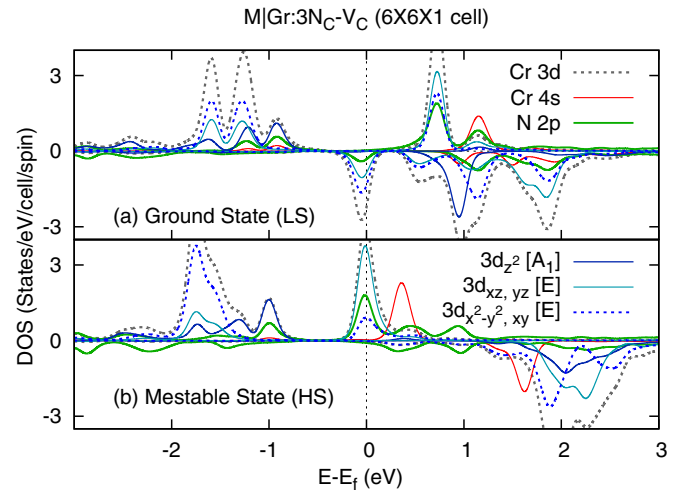 M|Gr:3N_C-V_C (6X6X1 cell)
DOS (States/eV/cell/spin)
3
0
-3
Cr 3d
Cr 4s
N 2p
(a) Ground State (LS)
3
0
-3
3d_z² [A₁]
3d_xz, yz [E]
3d_x²-y², xy [E]
(b) Mestable State (HS)
-2 -1 0 1 2 3
E-E_f (eV)